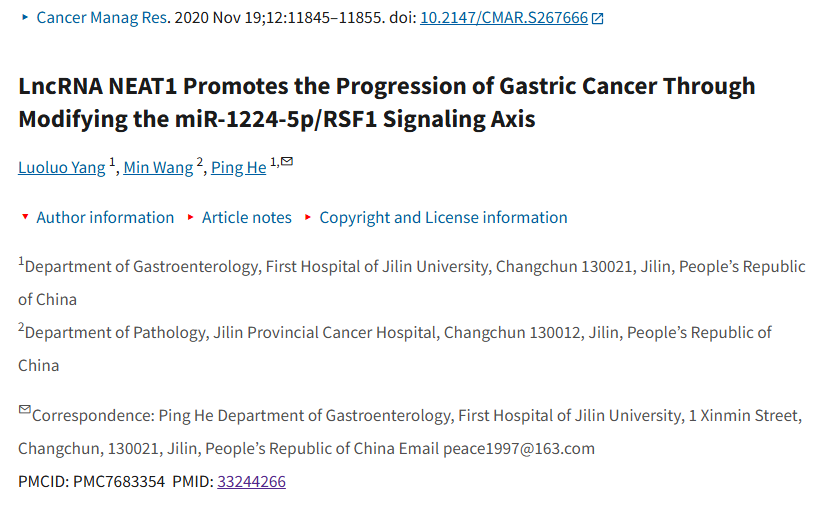 Cancer Manag Res. 2020 Nov 19;12:11845–11855. doi: 10.2147/CMAR.S267666
LncRNA NEAT1 Promotes the Progression of Gastric Cancer Through
Modifying the miR-1224-5p/RSF1 Signaling Axis
Luoluo Yang 1, Min Wang 2, Ping He 1,✉
Author information Article notes Copyright and License information
1Department of Gastroenterology, First Hospital of Jilin University, Changchun 130021, Jilin, People’s Republic
of China
2Department of Pathology, Jilin Provincial Cancer Hospital, Changchun 130012, Jilin, People’s Republic of
China
✉Correspondence: Ping He Department of Gastroenterology, First Hospital of Jilin University, 1 Xinmin Street,
Changchun, 130021, Jilin, People’s Republic of China Email peace1997@163.com
PMCID: PMC7683354 PMID: 33244266